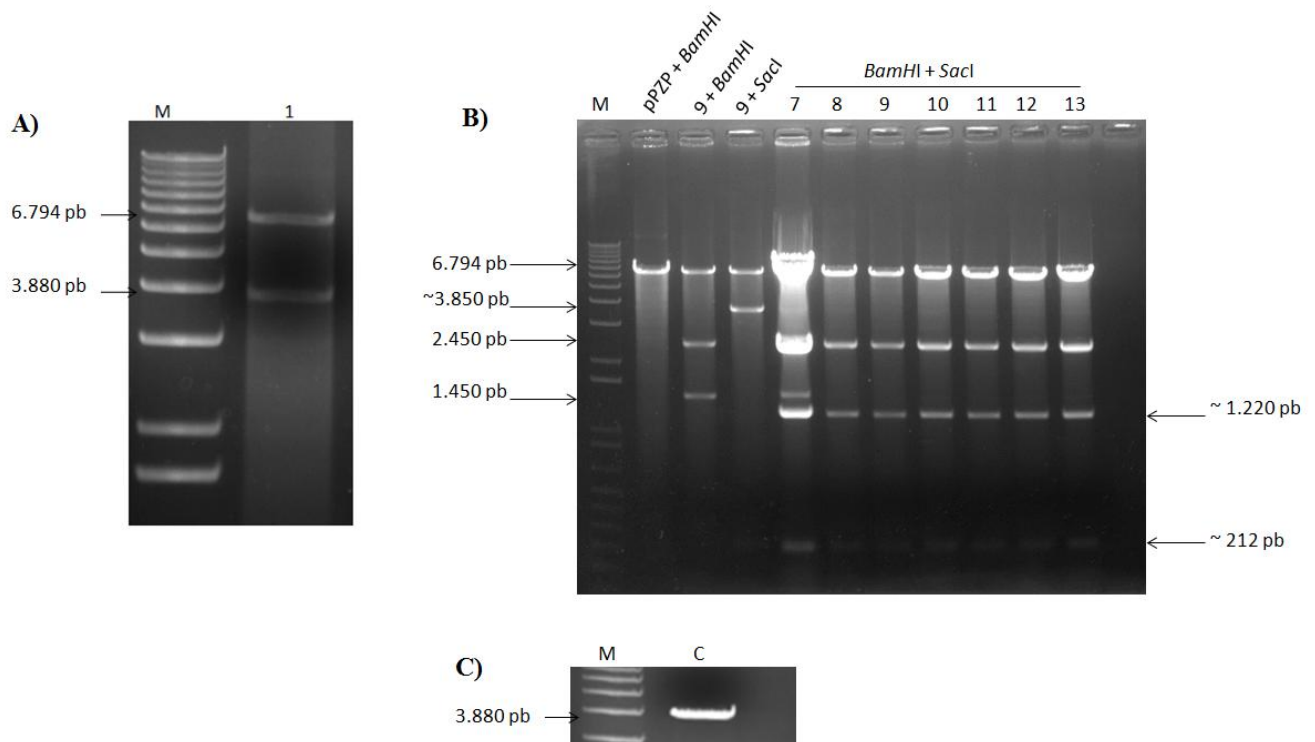 A)
M 1
6.794 pb
3.880 pb
B)
M pPZP + BamHI 9 + BamHI 9 + SacI
BamHI + SacI
7 8 9 10 11 12 13
6.794 pb
~3.850 pb
2.450 pb
1.450 pb
~ 1.220 pb
~ 212 pb
C)
M C
3.880 pb